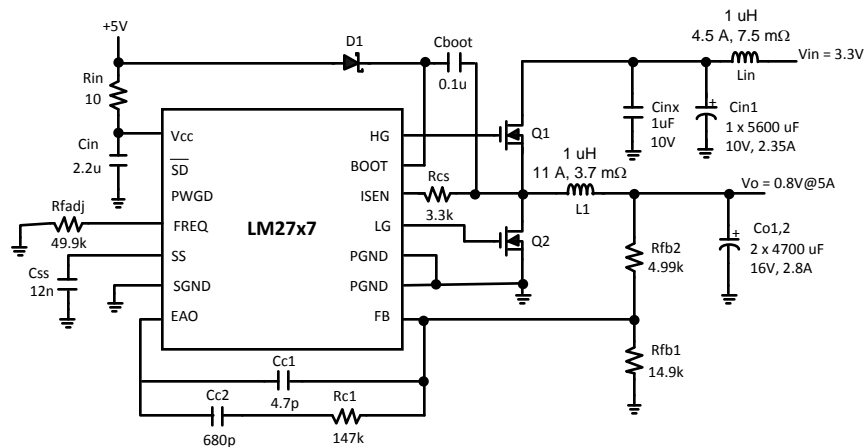 +5V
D1
Cboot
0.1u
1 uH
4.5 A, 7.5 mΩ
Lin
Vin = 3.3V
Rin
10
Cin
2.2u
Cinx
1uF
10V
Cin1
1 x 5600 uF
10V, 2.35A
+
Vcc
SD
PWGD
FREQ
SS
SGND
EAO
LM27x7
HG
BOOT
ISEN
LG
PGND
PGND
FB
Q1
Q2
Rcs
3.3k
1 uH
11 A, 3.7 mΩ
L1
Vo = 0.8V@5A
+
Co1,2
2 x 4700 uF
16V, 2.8A
Rfadj
49.9k
Css
12n
Rfb2
4.99k
Rfb1
14.9k
Cc1
4.7p
Cc2
680p
Rc1
147k